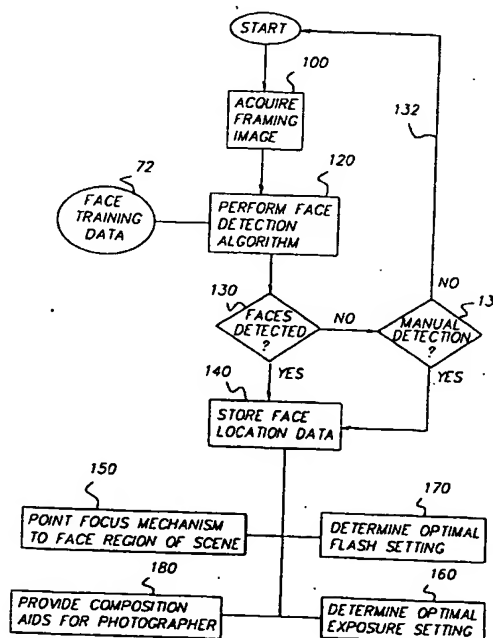 START
100
ACQUIRE
FRAMING
IMAGE
132
72
FACE
TRAINING
DATA
120
PERFORM FACE
DETECTION
ALGORITHM
130
FACES
DETECTED
?
NO
NO
13
MANUAL
DETECTION
?
YES
YES
140
STORE FACE
LOCATION DATA
150
POINT FOCUS MECHANISM
TO FACE REGION OF SCENE
170
DETERMINE OPTIMAL
FLASH SETTING
180
PROVIDE COMPOSITION
AIDS FOR PHOTOGRAPHER
160
DETERMINE OPTIMAL
EXPOSURE SETTING